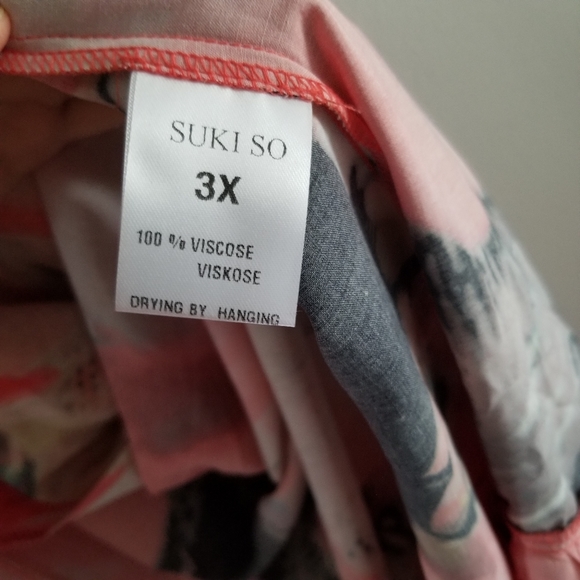 SUKI SO
3X
100 % VISCOSE
VISKOSE
DRYING BY HANGING